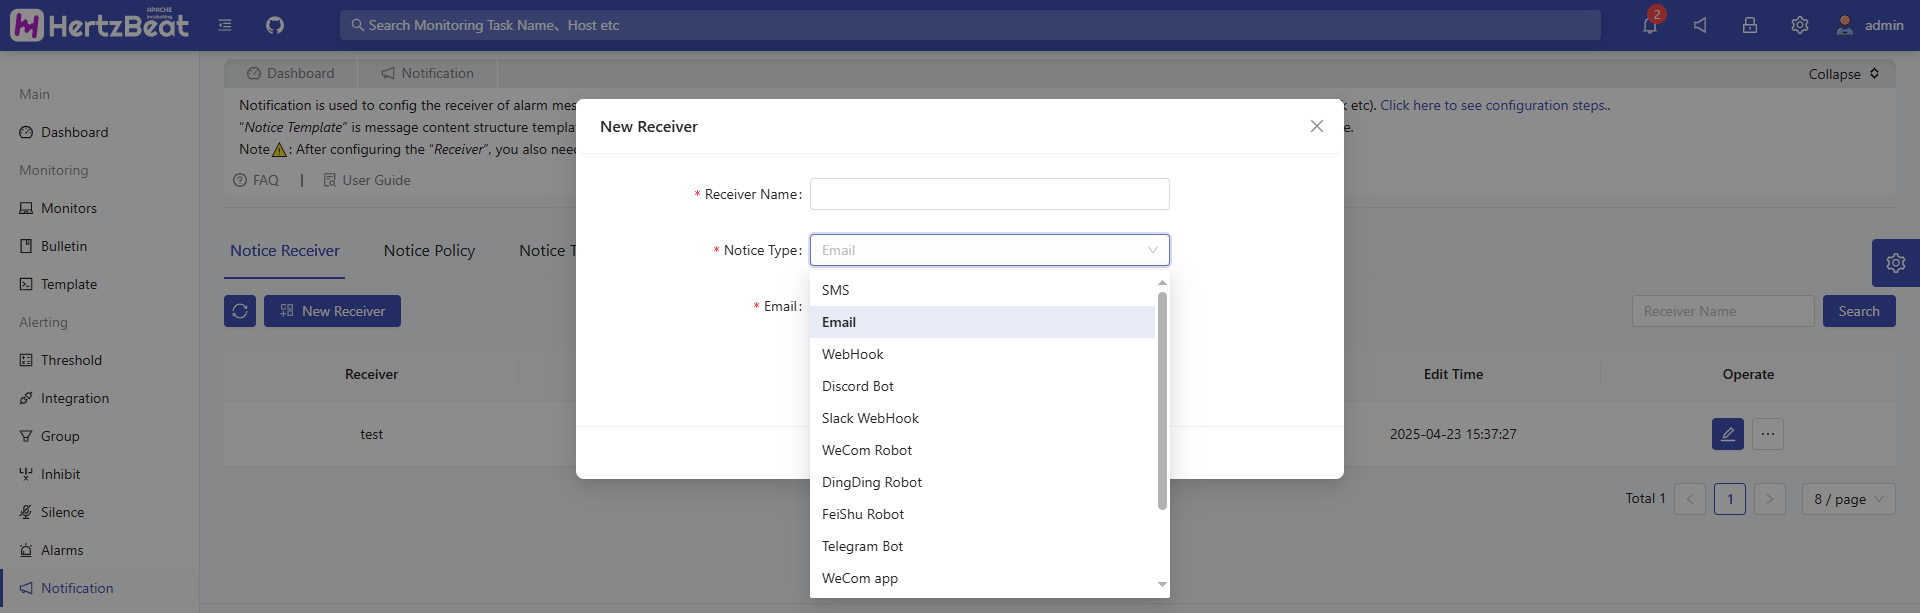 APACHE
incubating
HertzBeat
Search Monitoring Task Name、Host etc
2
admin
Main
Dashboard
Monitoring
Monitors
Bulletin
Template
Alerting
Threshold
Integration
Group
Inhibit
Silence
Alarms
Notification
Dashboard
Notification
Collapse
Notification is used to config the receiver of alarm mes
etc). Click here to see configuration steps..
“Notice Template” is message content structure templa
e.
Note⚠: After configuring the “Receiver”, you also nee
FAQ | User Guide
Notice Receiver
Notice Policy
Notice T
New Receiver
Receiver Name
Search
Receiver
Edit Time
Operate
test
2025-04-23 15:37:27
...
Total 1 < 1 > 8 / page
New Receiver
* Receiver Name:
* Notice Type: Email
* Email:
SMS
Email
WebHook
Discord Bot
Slack WebHook
WeCom Robot
DingDing Robot
FeiShu Robot
Telegram Bot
WeCom app